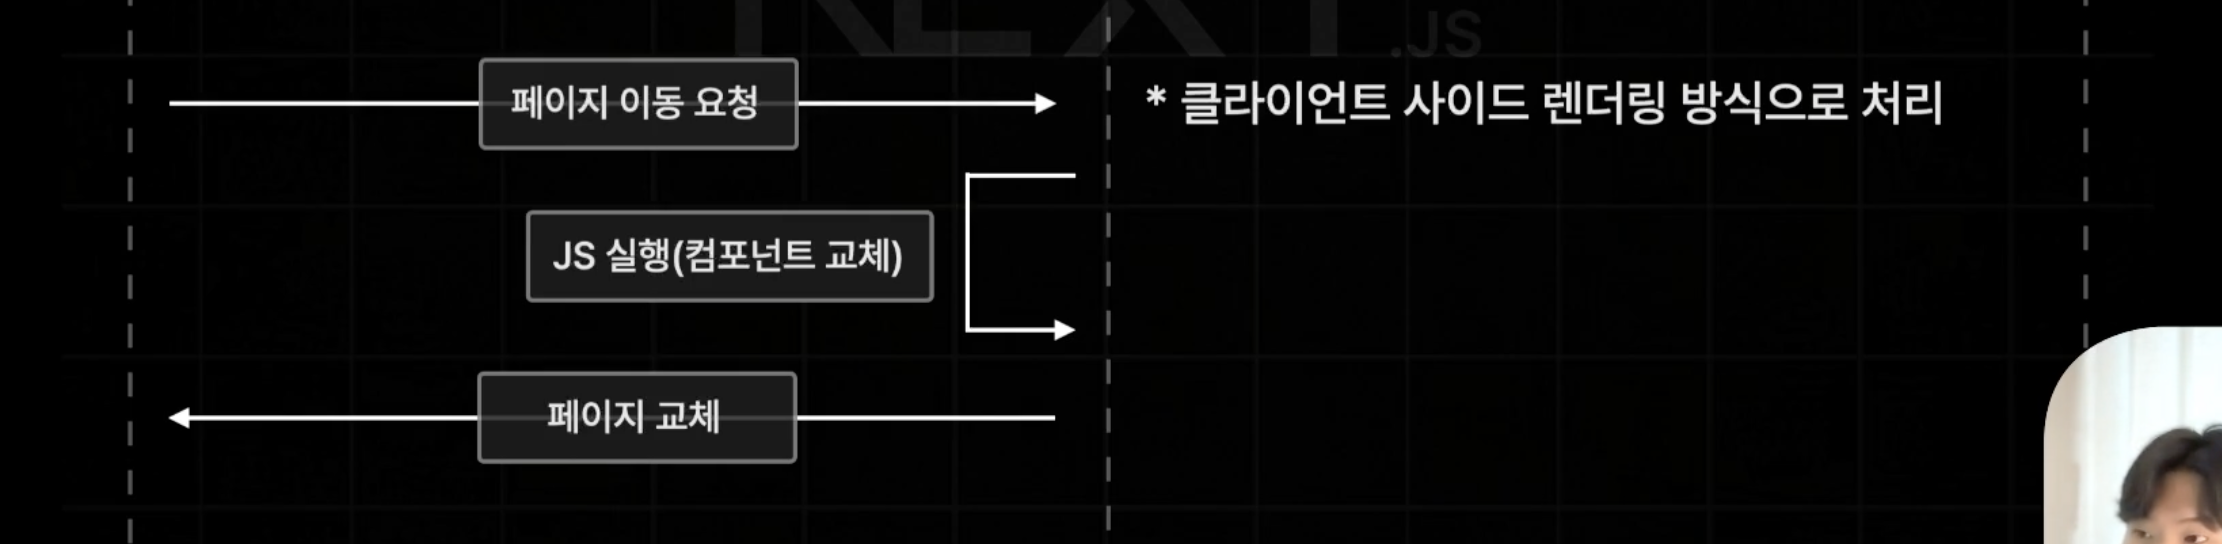 NEXT.JS
페이지 이동 요청
* 클라이언트 사이드 렌더링 방식으로 처리
JS 실행(컴포넌트 교체)
페이지 교체